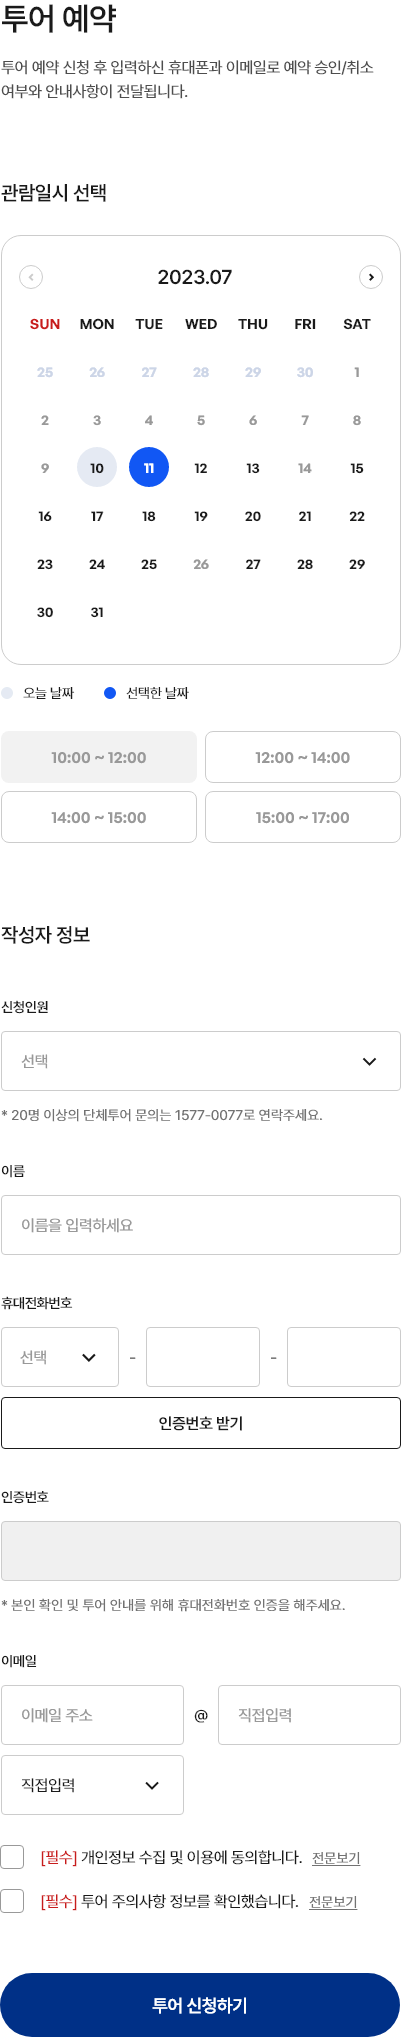 투어 예약
투어 예약 신청 후 입력하신 휴대폰과 이메일로 예약 승인/취소
여부와 안내사항이 전달됩니다.
관람일시 선택
2023.07
SUN MON TUE WED THU FRI SAT
25 26 27 28 29 30 1
2 3 4 5 6 7 8
9 10 11 12 13 14 15
16 17 18 19 20 21 22
23 24 25 26 27 28 29
30 31
오늘 날짜 선택한 날짜
10:00 ~ 12:00 12:00 ~ 14:00
14:00 ~ 15:00 15:00 ~ 17:00
작성자 정보
신청인원
선택
* 20명 이상의 단체투어 문의는 1577-0077로 연락주세요.
이름
이름을 입력하세요
휴대전화번호
선택 - -
인증번호 받기
인증번호
* 본인 확인 및 투어 안내를 위해 휴대전화번호 인증을 해주세요.
이메일
이메일 주소 @ 직접입력
직접입력
[필수] 개인정보 수집 및 이용에 동의합니다. 전문보기
[필수] 투어 주의사항 정보를 확인했습니다. 전문보기
투어 신청하기